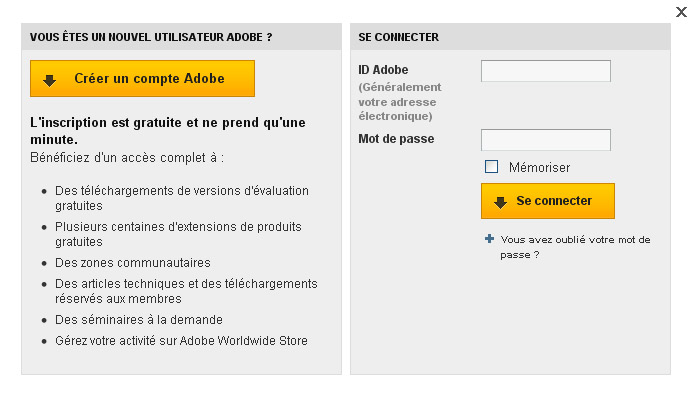 VOUS ÊTES UN NOUVEL UTILISATEUR ADOBE ?
Créer un compte Adobe
L'inscription est gratuite et ne prend qu'une
minute.
Bénéficiez d'un accès complet à :
Des téléchargements de versions d'évaluation
gratuites
Plusieurs centaines d'extensions de produits
gratuites
Des zones communautaires
Des articles techniques et des téléchargements
réservés aux membres
Des séminaires à la demande
Gérez votre activité sur Adobe Worldwide Store
SE CONNECTER
ID Adobe
(Généralement
votre adresse
électronique)
Mot de passe
Mémoriser
Se connecter
Vous avez oublié votre mot de
passe ?